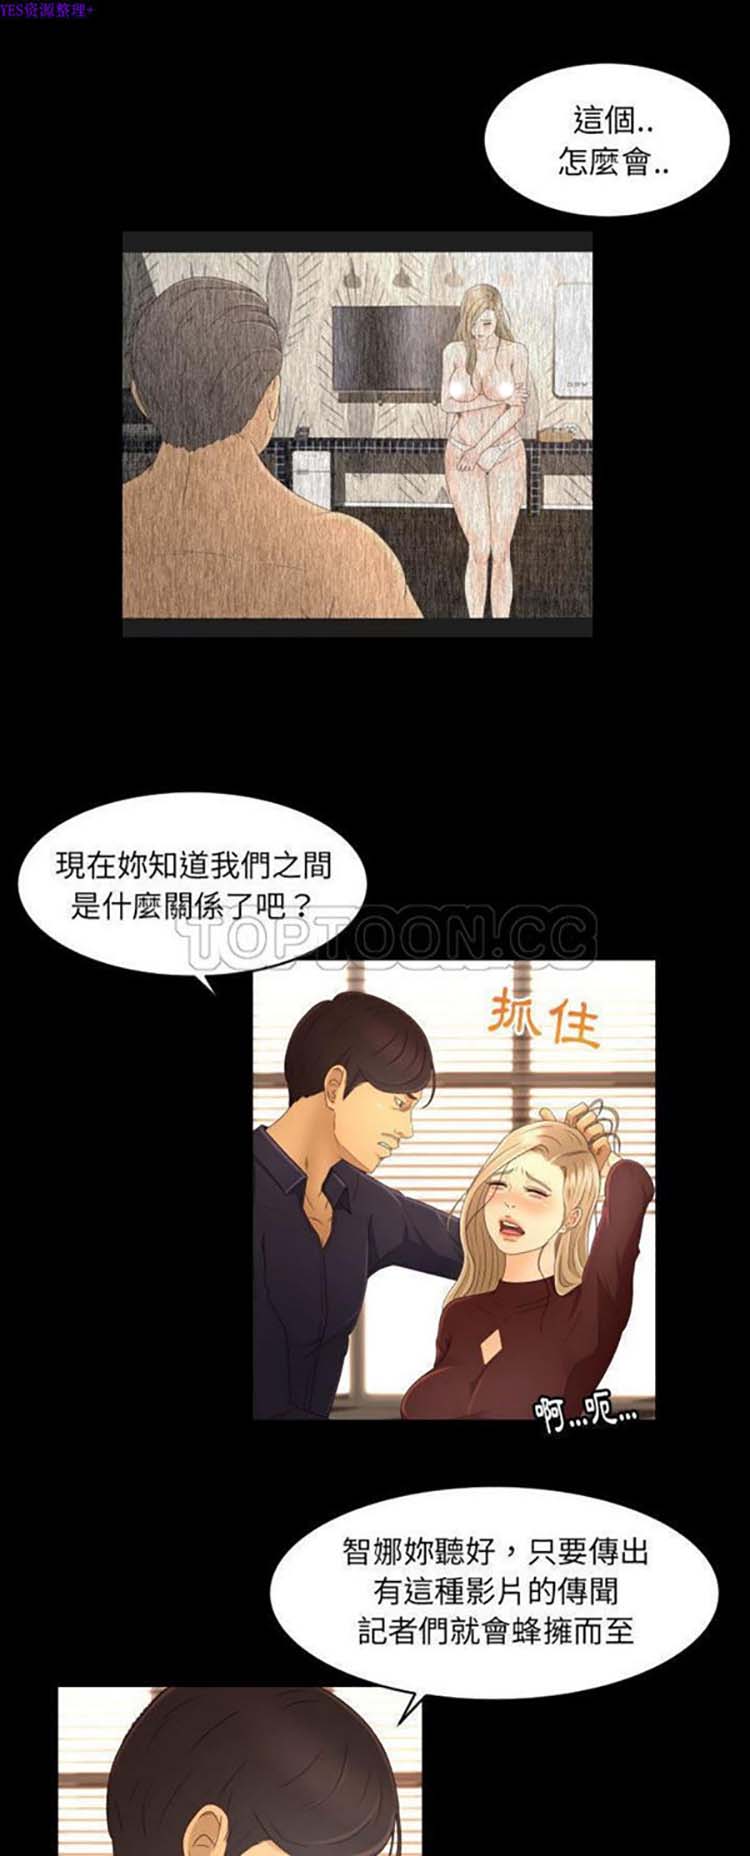 YES资源整理+
這個..
怎麼會..
現在妳知道我們之間
是什麼關係了吧？
TOPTOON.CC
抓住
啊...呃...
智娜妳聽好，只要傳出
有這種影片的傳聞
記者們就會蜂擁而至